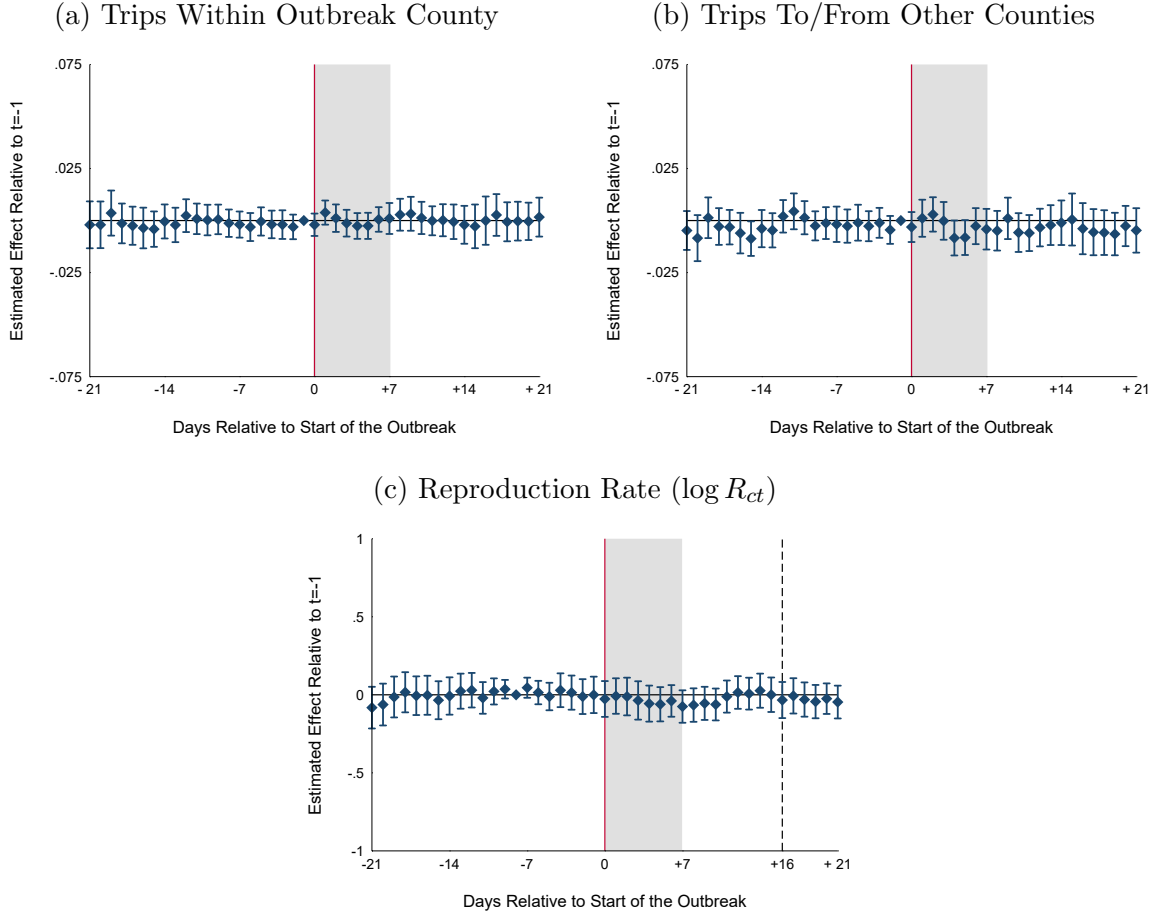 (a) Trips Within Outbreak County
.075
.025
-.025
-.075
Estimated Effect Relative to t=-1
- 21 -14 -7 0 +7 +14 + 21
Days Relative to Start of the Outbreak
(b) Trips To/From Other Counties
.075
.025
-.025
-.075
Estimated Effect Relative to t=-1
- 21 -14 -7 0 +7 +14 + 21
Days Relative to Start of the Outbreak
(c) Reproduction Rate (log R_ct)
1
.5
0
-.5
-1
Estimated Effect Relative to t=-1
-21 -14 -7 0 +7 +16 + 21
Days Relative to Start of the Outbreak